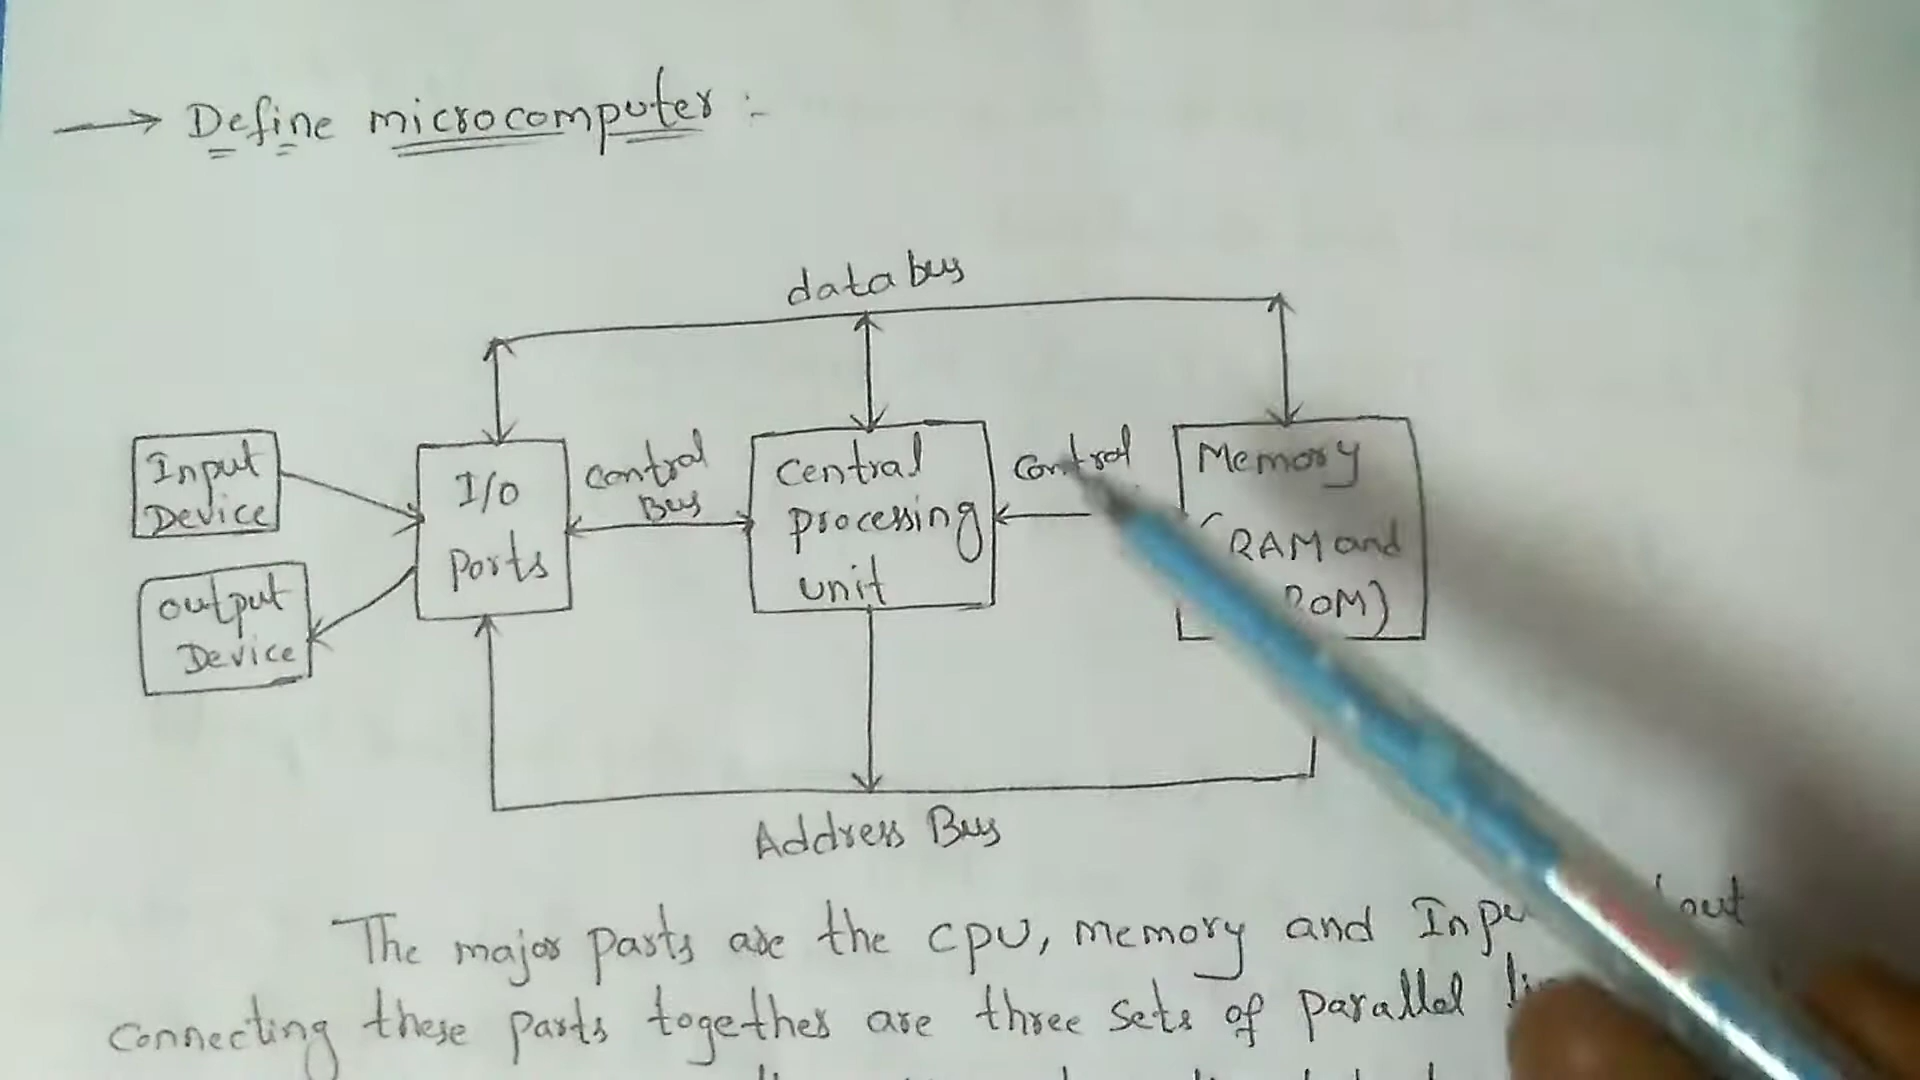 → Define microcomputer :-
data bus
Input
Device
output
Device
I/O
Ports
control
Bus
central
processing
unit
control
Memory
(RAM and
ROM)
Address Bus
The major parts are the CPU, memory and
connecting these parts together are three sets of parallel